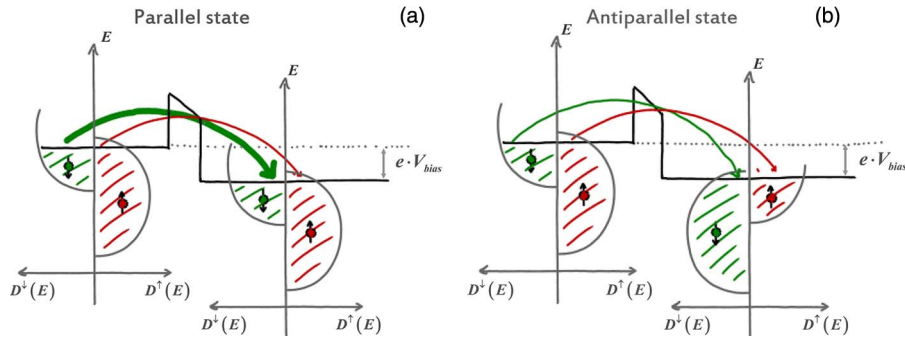 Parallel state
(a)
E
E
e · V_bias
D↓(E)
D↑(E)
D↓(E)
D↑(E)
Antiparallel state
(b)
E
E
e · V_bias
D↓(E)
D↑(E)
D↓(E)
D↑(E)